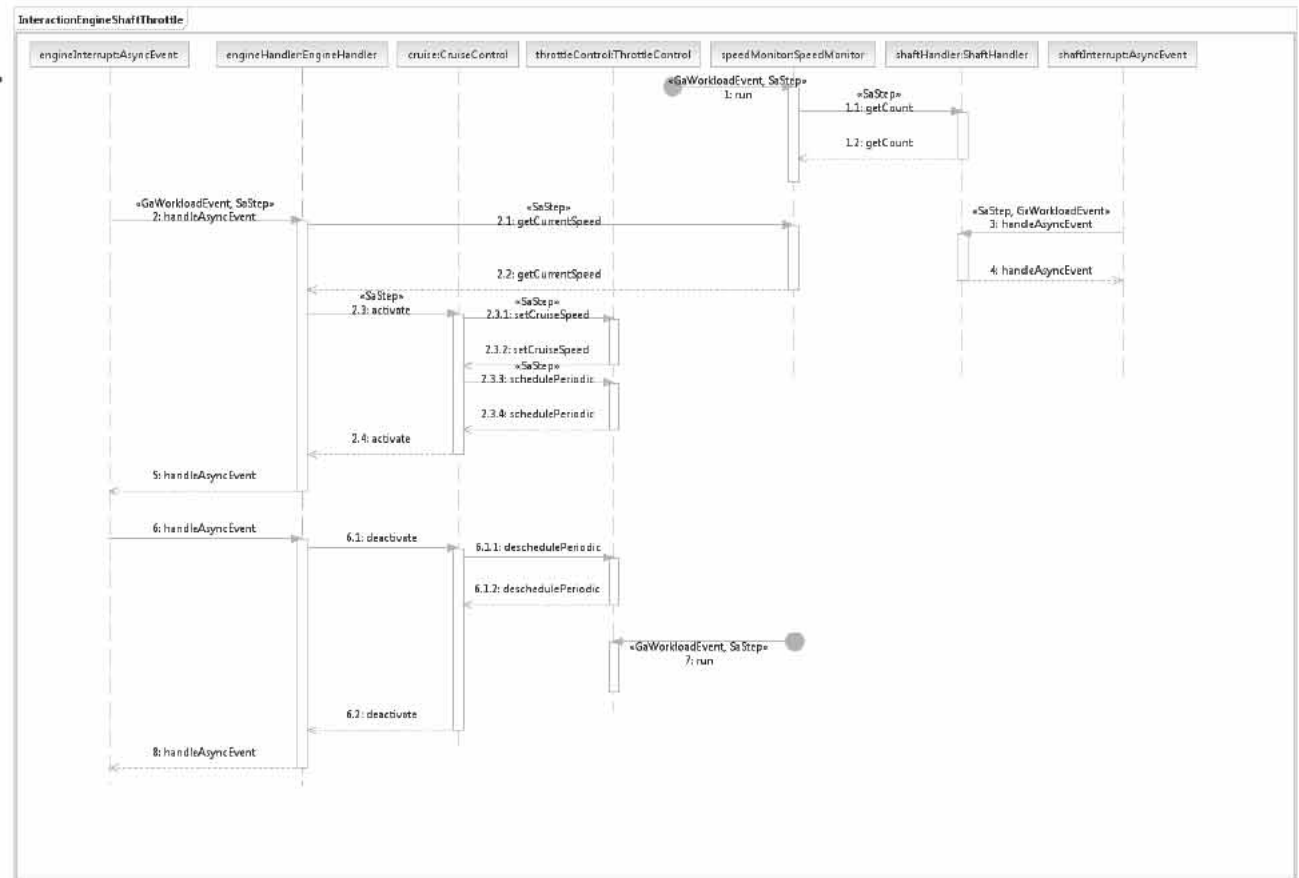 InteractionEngineShaftThrottle
engineInterrupt:AsyncEvent
engineHandler:EngineHandler
cruise:CruiseControl
throttleControl:ThrottleControl
speedMonitor:SpeedMonitor
shaftHandler:ShaftHandler
shaftInterrupt:AsyncEvent
«GaWorkloadEvent, SaStep»
1: run
«SaStep»
1.1: getCount
1.2: getCount
«GaWorkloadEvent, SaStep»
2: handleAsyncEvent
«SaStep»
2.1: getCurrentSpeed
«SaStep, GaWorkloadEvent»
3: handleAsyncEvent
2.2: getCurrentSpeed
4: handleAsyncEvent
«SaStep»
2.3: activate
«SaStep»
2.3.1: setCruiseSpeed
2.3.2: setCruiseSpeed
«SaStep»
2.3.3: schedulePeriodic
2.3.4: schedulePeriodic
2.4: activate
5: handleAsyncEvent
6: handleAsyncEvent
6.1: deactivate
6.1.1: deschedulePeriodic
6.1.2: deschedulePeriodic
«GaWorkloadEvent, SaStep»
7: run
6.2: deactivate
8: handleAsyncEvent